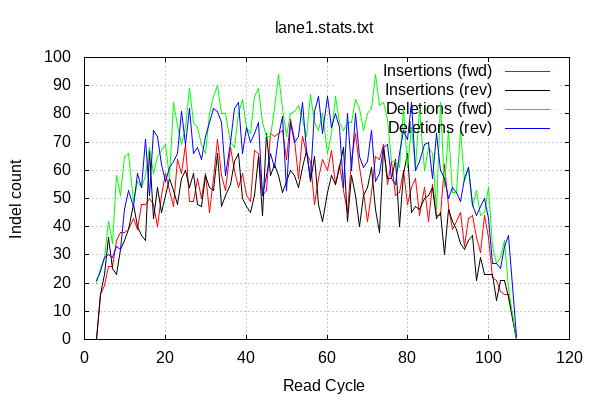 lane1.stats.txt
Indel count
100
90
80
70
60
50
40
30
20
10
0
Insertions (fwd)
Insertions (rev)
Deletions (fwd)
Deletions (rev)
0 20 40 60 80 100 120
Read Cycle